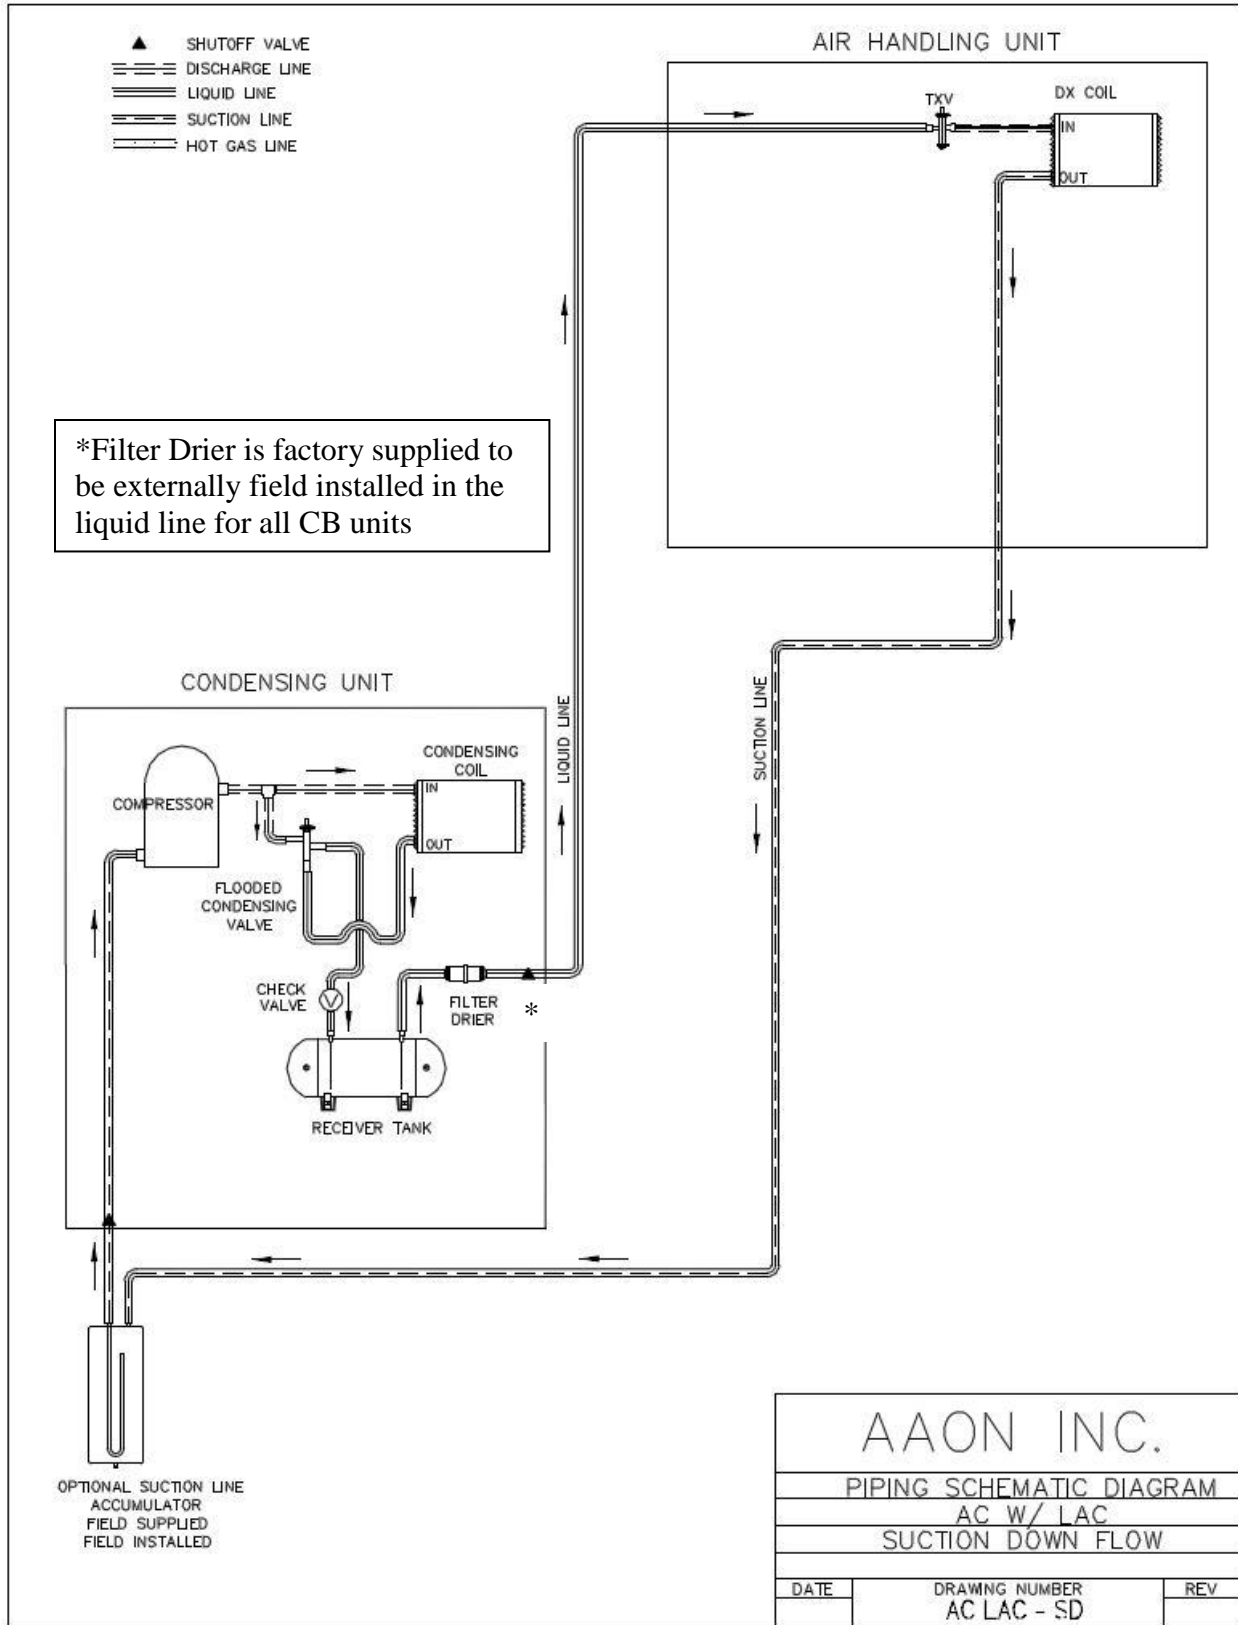 SHUTOFF VALVE
DISCHARGE LINE
LIQUID LINE
SUCTION LINE
HOT GAS LINE
AIR HANDLING UNIT
TXV
DX COIL
IN
OUT
*Filter Drier is factory supplied to
be externally field installed in the
liquid line for all CB units
CONDENSING UNIT
LIQUID LINE
SUCTION LINE
COMPRESSOR
CONDENSING
COIL
IN
OUT
FLOODED
CONDENSING
VALVE
CHECK
VALVE
V
FILTER
DRIER
*
RECEIVER TANK
OPTIONAL SUCTION LINE
ACCUMULATOR
FIELD SUPPLIED
FIELD INSTALLED
AAON INC.
PIPING SCHEMATIC DIAGRAM
AC W/ LAC
SUCTION DOWN FLOW
DATE
DRAWING NUMBER
REV
AC LAC - SD